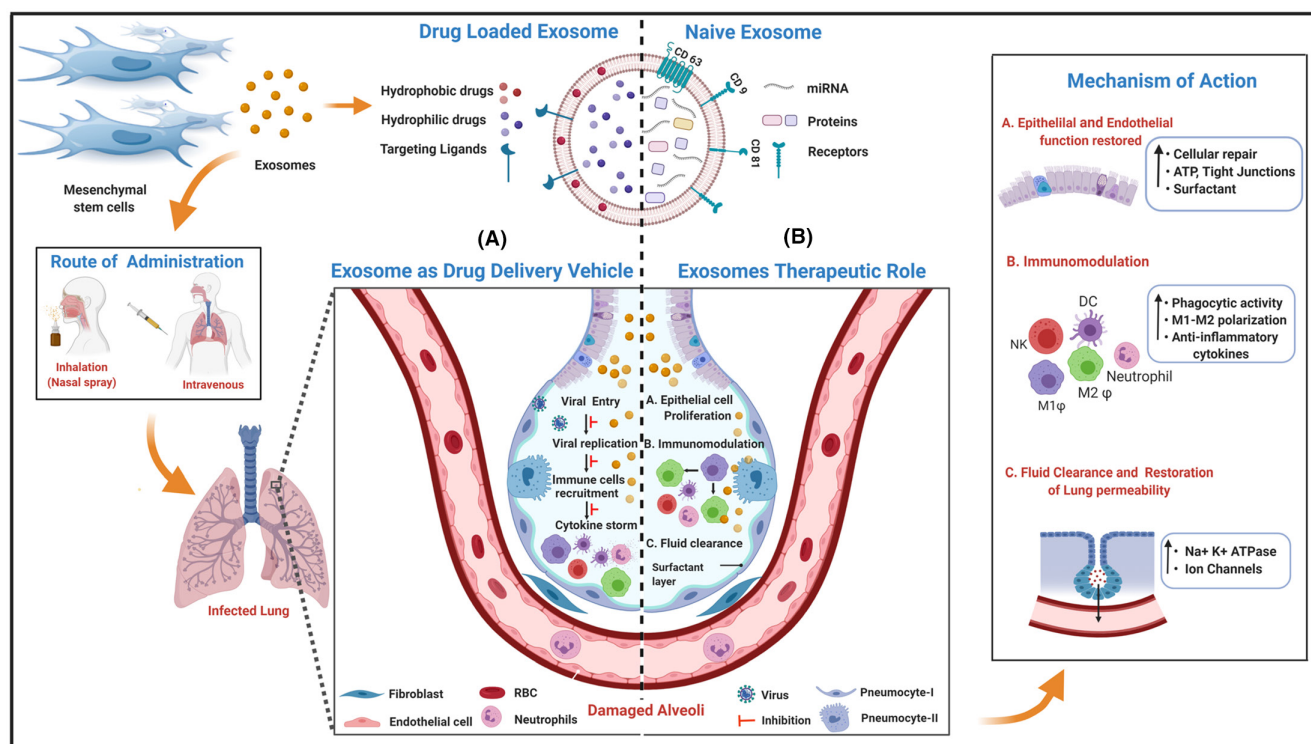 Drug Loaded Exosome
Naive Exosome
Hydrophobic drugs
Hydrophilic drugs
Targeting Ligands
CD 63
CD 9
CD 81
miRNA
Proteins
Receptors
Exosomes
Mesenchymal
stem cells
Route of Administration
Inhalation
(Nasal spray)
Intravenous
Infected Lung
(A)
(B)
Exosome as Drug Delivery Vehicle
Exosomes Therapeutic Role
Viral Entry
Viral replication
Immune cells
recruitment
Cytokine storm
A. Epithelial cell
Proliferation
B. Immunomodulation
C. Fluid clearance
Surfactant
layer
Fibroblast
RBC
Endothelial cell
Neutrophils
Damaged Alveoli
Virus
Inhibition
Pneumocyte-I
Pneumocyte-II
Mechanism of Action
A. Epithelilal and Endothelial
function restored
• Cellular repair
• ATP, Tight Junctions
• Surfactant
B. Immunomodulation
DC
NK
Neutrophil
M1φ
M2 φ
• Phagocytic activity
• M1-M2 polarization
• Anti-inflammatory
cytokines
C. Fluid Clearance and Restoration
of Lung permeability
• Na+ K+ ATPase
• Ion Channels